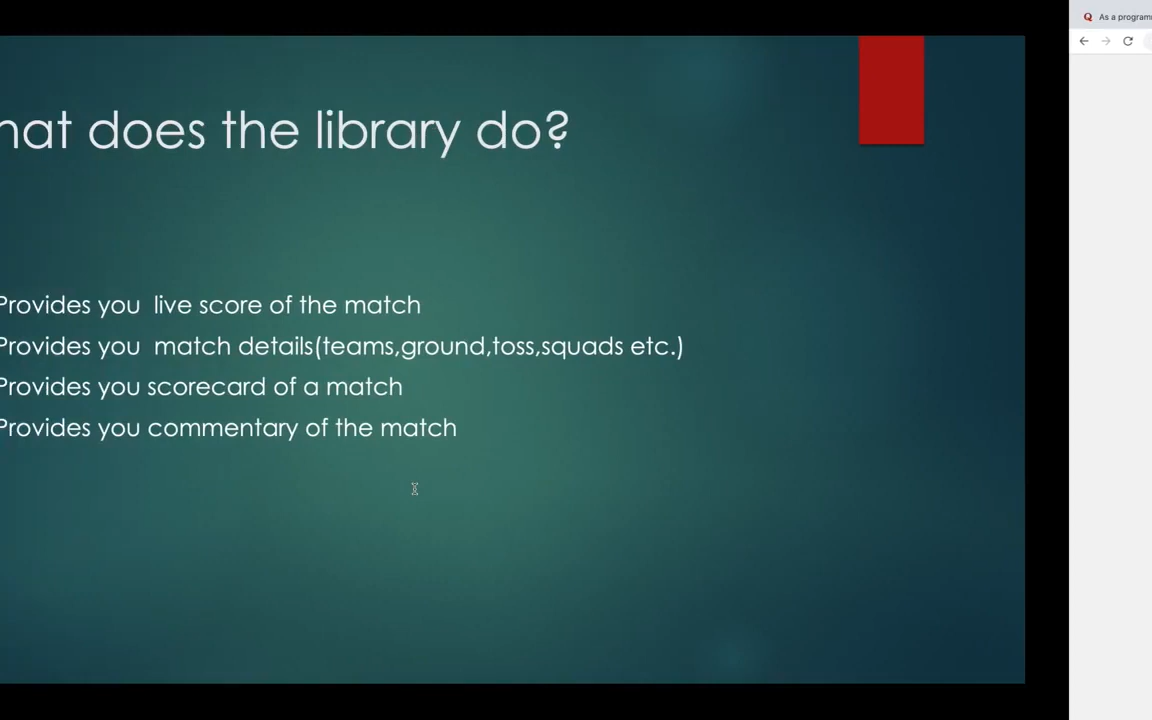 hat does the library do?
Provides you  live score of the match
Provides you  match details(teams,ground,toss,squads etc.)
Provides you scorecard of a match
Provides you commentary of the match
Q As a program